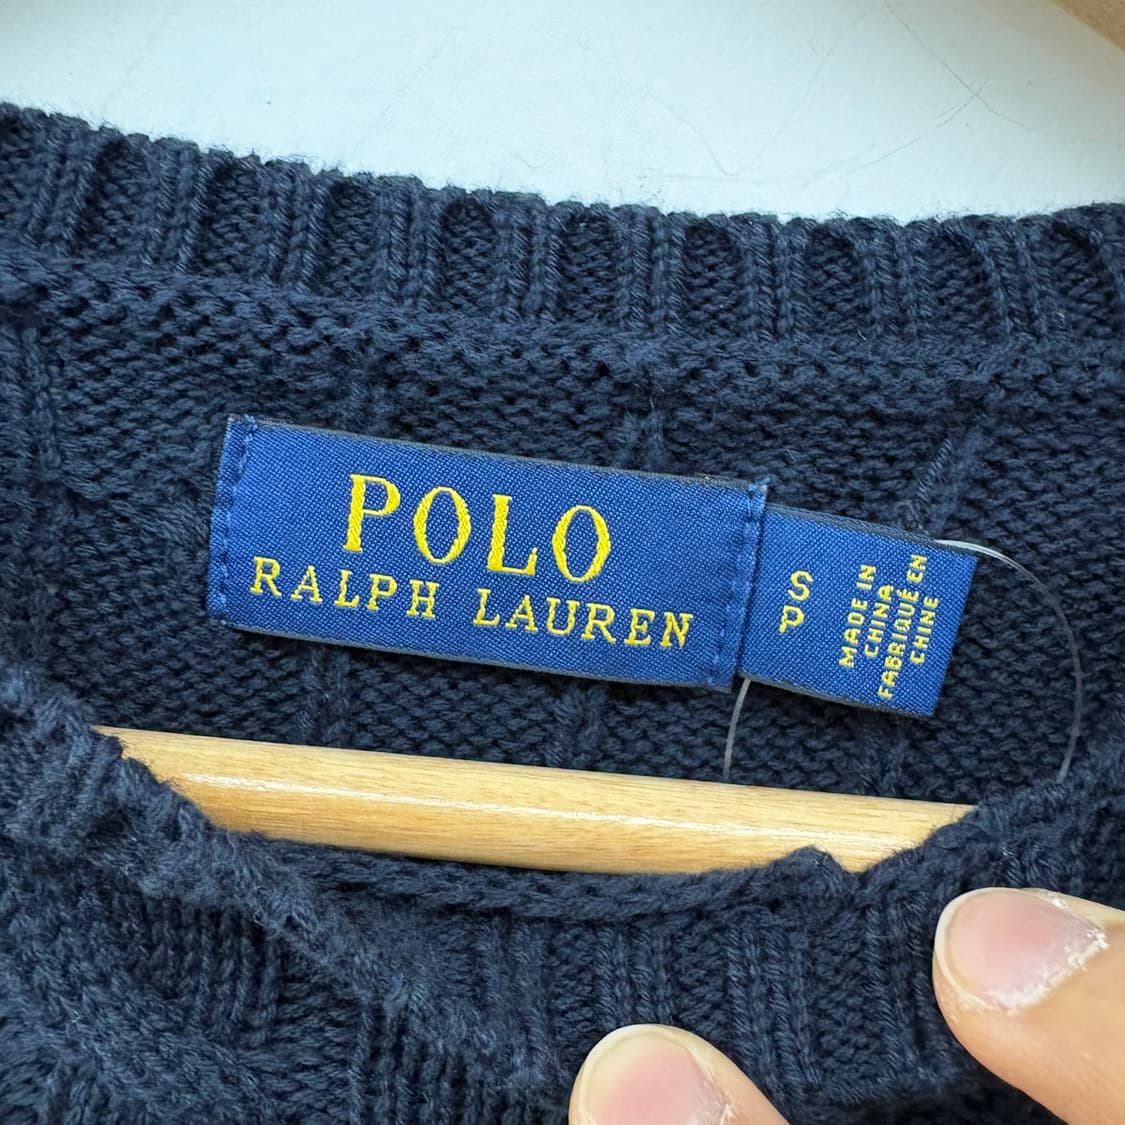 POLO
RALPH LAUREN
S
P
MADE IN
CHINA
FABRIQUÉ EN
CHINE